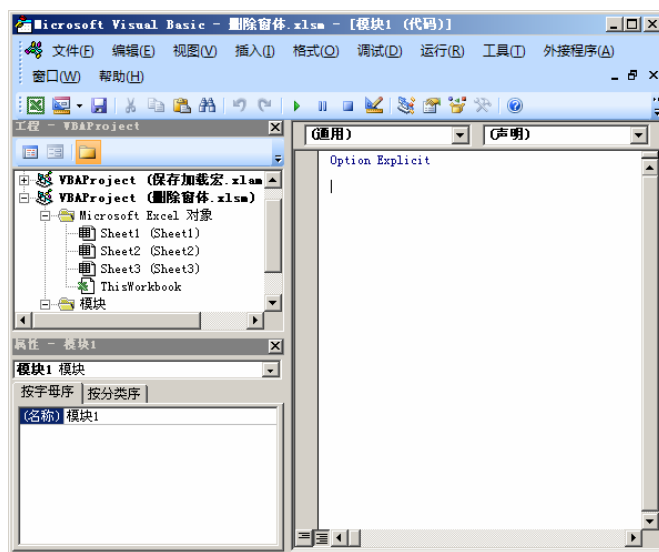 Microsoft Visual Basic - 删除窗体.xlsm - [模块1 (代码)]
文件(F) 编辑(E) 视图(V) 插入(I) 格式(O) 调试(D) 运行(R) 工具(T) 外接程序(A)
窗口(W) 帮助(H)
工程 - VBAProject
(通用) (声明)
Option Explicit
VBAProject (保存加载宏.xlam
VBAProject (删除窗体.xlsm)
Microsoft Excel 对象
Sheet1 (Sheet1)
Sheet2 (Sheet2)
Sheet3 (Sheet3)
ThisWorkbook
模块
属性 - 模块1
模块1 模块
按字母序 按分类序
(名称) 模块1